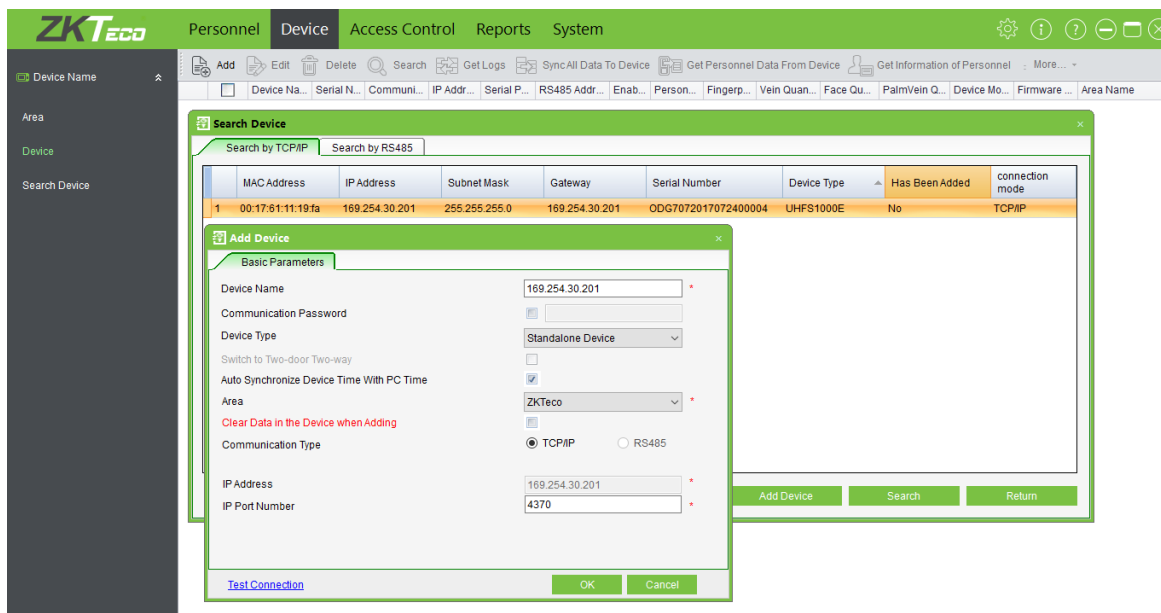 ZKTeco Personnel Device Access Control Reports System
Add Edit Delete Search Get Logs Sync All Data To Device Get Personnel Data From Device Get Information of Personnel More...
Device Name
Device Na... Serial N... Communi... IP Addr... Serial P... RS485 Addr... Enab... Person... Fingerp... Vein Quan... Face Qu... PalmVein Q... Device Mo... Firmware ... Area Name
Area
Device
Search Device
Search Device
Search by TCP/IP Search by RS485
MAC Address IP Address Subnet Mask Gateway Serial Number Device Type Has Been Added connection mode
1 00:17:61:11:19:fa 169.254.30.201 255.255.255.0 169.254.30.201 ODG7072017072400004 UHFS1000E No TCP/IP
Add Device
Basic Parameters
Device Name 169.254.30.201 *
Communication Password
Device Type Standalone Device
Switch to Two-door Two-way
Auto Synchronize Device Time With PC Time
Area ZKTeco *
Clear Data in the Device when Adding
Communication Type TCP/IP RS485
IP Address 169.254.30.201 *
IP Port Number 4370 *
Add Device Search Return
Test Connection OK Cancel